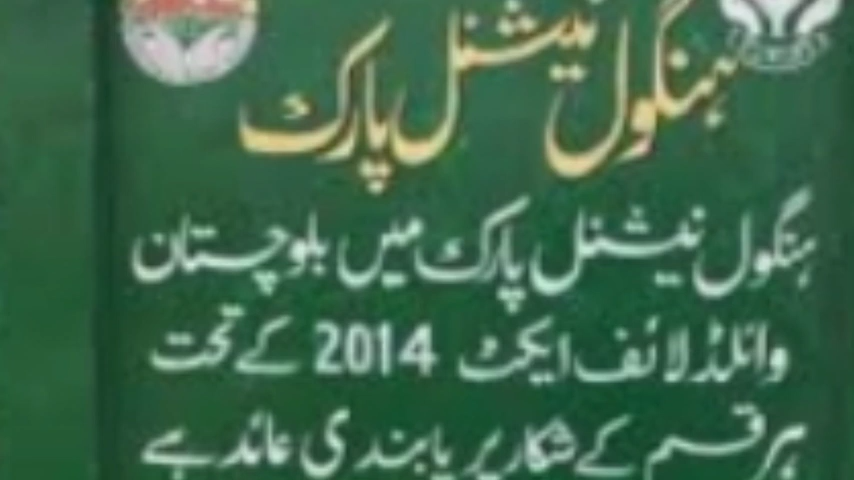 ہنگول نیشنل پارک
ہنگول نیشنل پارک میں بلوچستان
وائلڈ لائف ایکٹ 2014 کے تحت
ہر قسم کے شکار پر پابندی عائد ہے